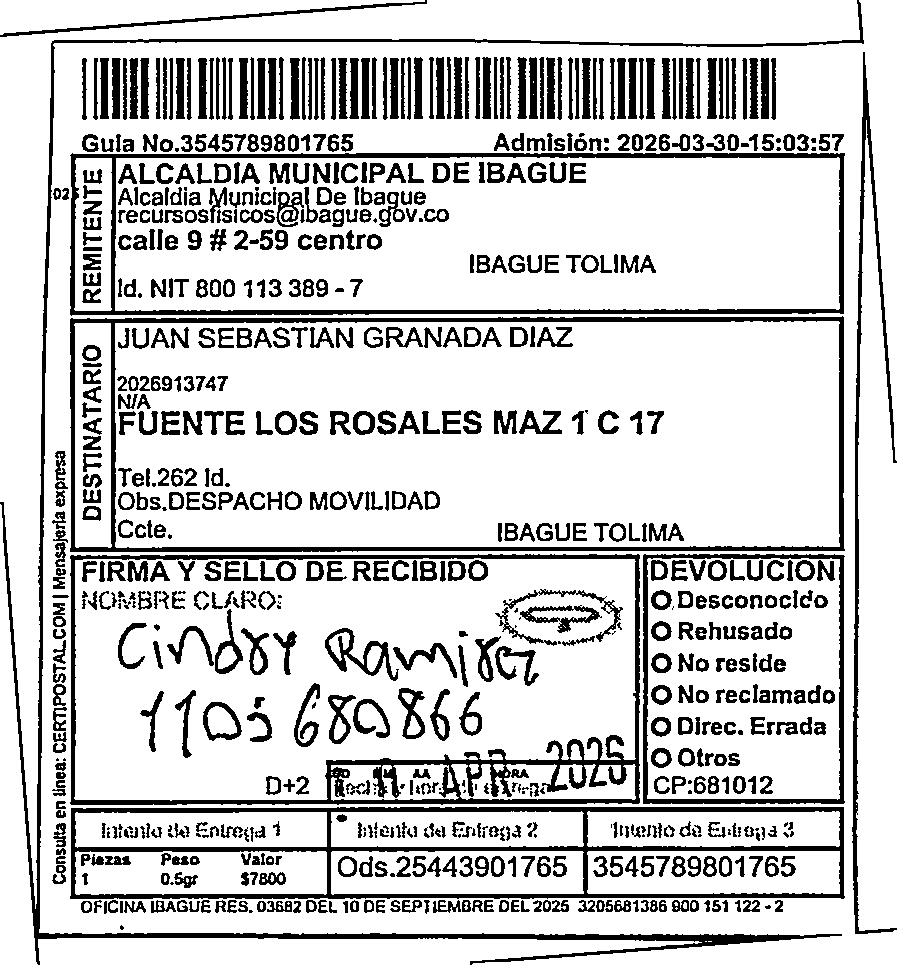 Guia No.3545789801765 Admisión: 2026-03-30-15:03:57
REMITENTE
ALCALDIA MUNICIPAL DE IBAGUE
Alcaldia Municipal De Ibague
recursosfisicos@ibague.gov.co
calle 9 # 2-59 centro
IBAGUE TOLIMA
Id. NIT 800 113 389 - 7
DESTINATARIO
JUAN SEBASTIAN GRANADA DIAZ
2026913747
N/A
FUENTE LOS ROSALES MAZ 1 C 17
Tel.262 Id.
Obs.DESPACHO MOVILIDAD
Ccte. IBAGUE TOLIMA
Consulta en linea: CERTIPOSTAL.COM | Mensajeria expresa
FIRMA Y SELLO DE RECIBIDO
NOMBRE CLARO:
Cindry Ramirez
1105680866
APR 2026
D+2
AA HORA
DEVOLUCION
Desconocido
Rehusado
No reside
No reclamado
Direc. Errada
Otros
CP:681012
Intento de Entrega 1 Intento de Entrega 2 Intento de Entrega 3
Piezas Peso Valor
1 0.5gr $7800
Ods.25443901765 3545789801765
OFICINA IBAGUE RES. 03682 DEL 10 DE SEPTIEMBRE DEL 2025 3205681386 900 151 122 - 2